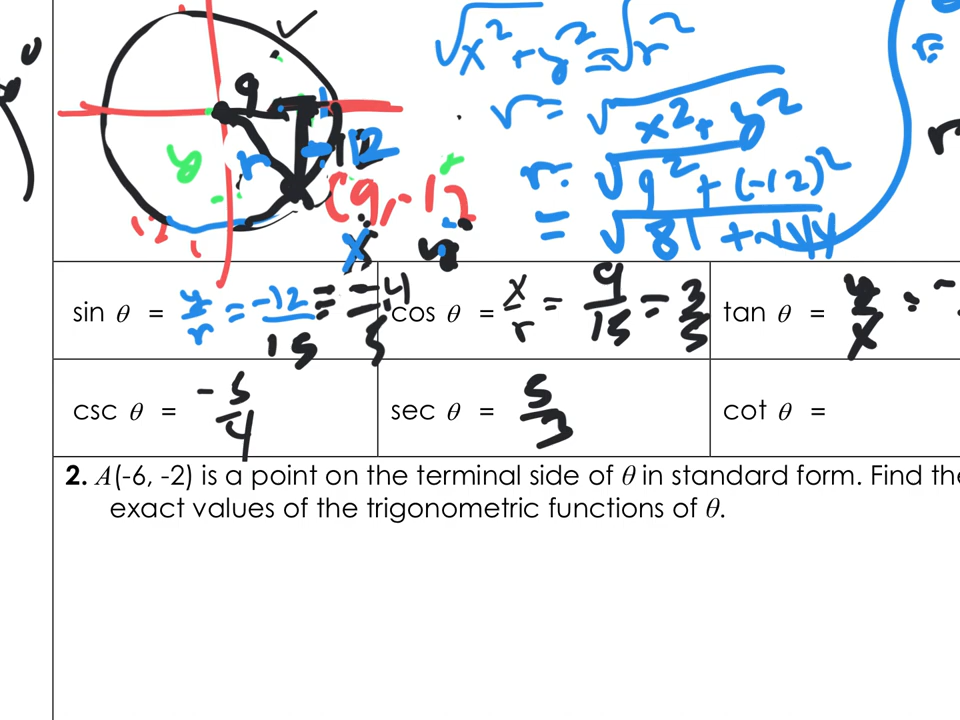 √x² + y² = √r²
9
r = √x² + y²
y
r
-12
r = √9² + (-12)²
(9, -12
= √81 + 144
x y
sin θ = y/r = -12/15 = -4/5
cos θ = x/r = 9/15 = 3/5
tan θ = y/x = -
csc θ = -5/4
sec θ = 5/3
cot θ =
2. A(-6, -2) is a point on the terminal side of θ in standard form. Find the
exact values of the trigonometric functions of θ.